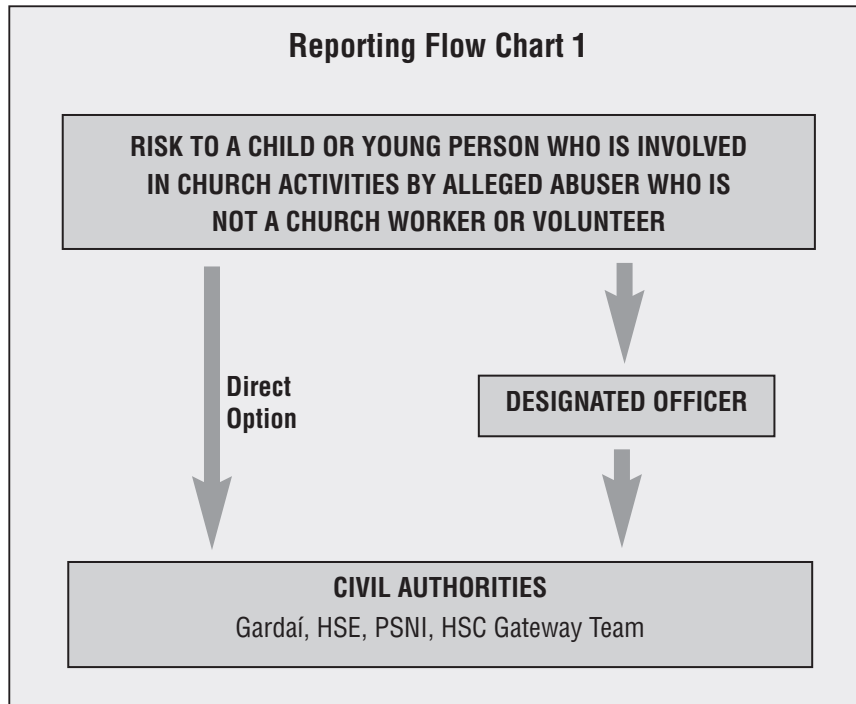 Reporting Flow Chart 1
RISK TO A CHILD OR YOUNG PERSON WHO IS INVOLVED
IN CHURCH ACTIVITIES BY ALLEGED ABUSER WHO IS
NOT A CHURCH WORKER OR VOLUNTEER
Direct
Option
DESIGNATED OFFICER
CIVIL AUTHORITIES
Gardaí, HSE, PSNI, HSC Gateway Team